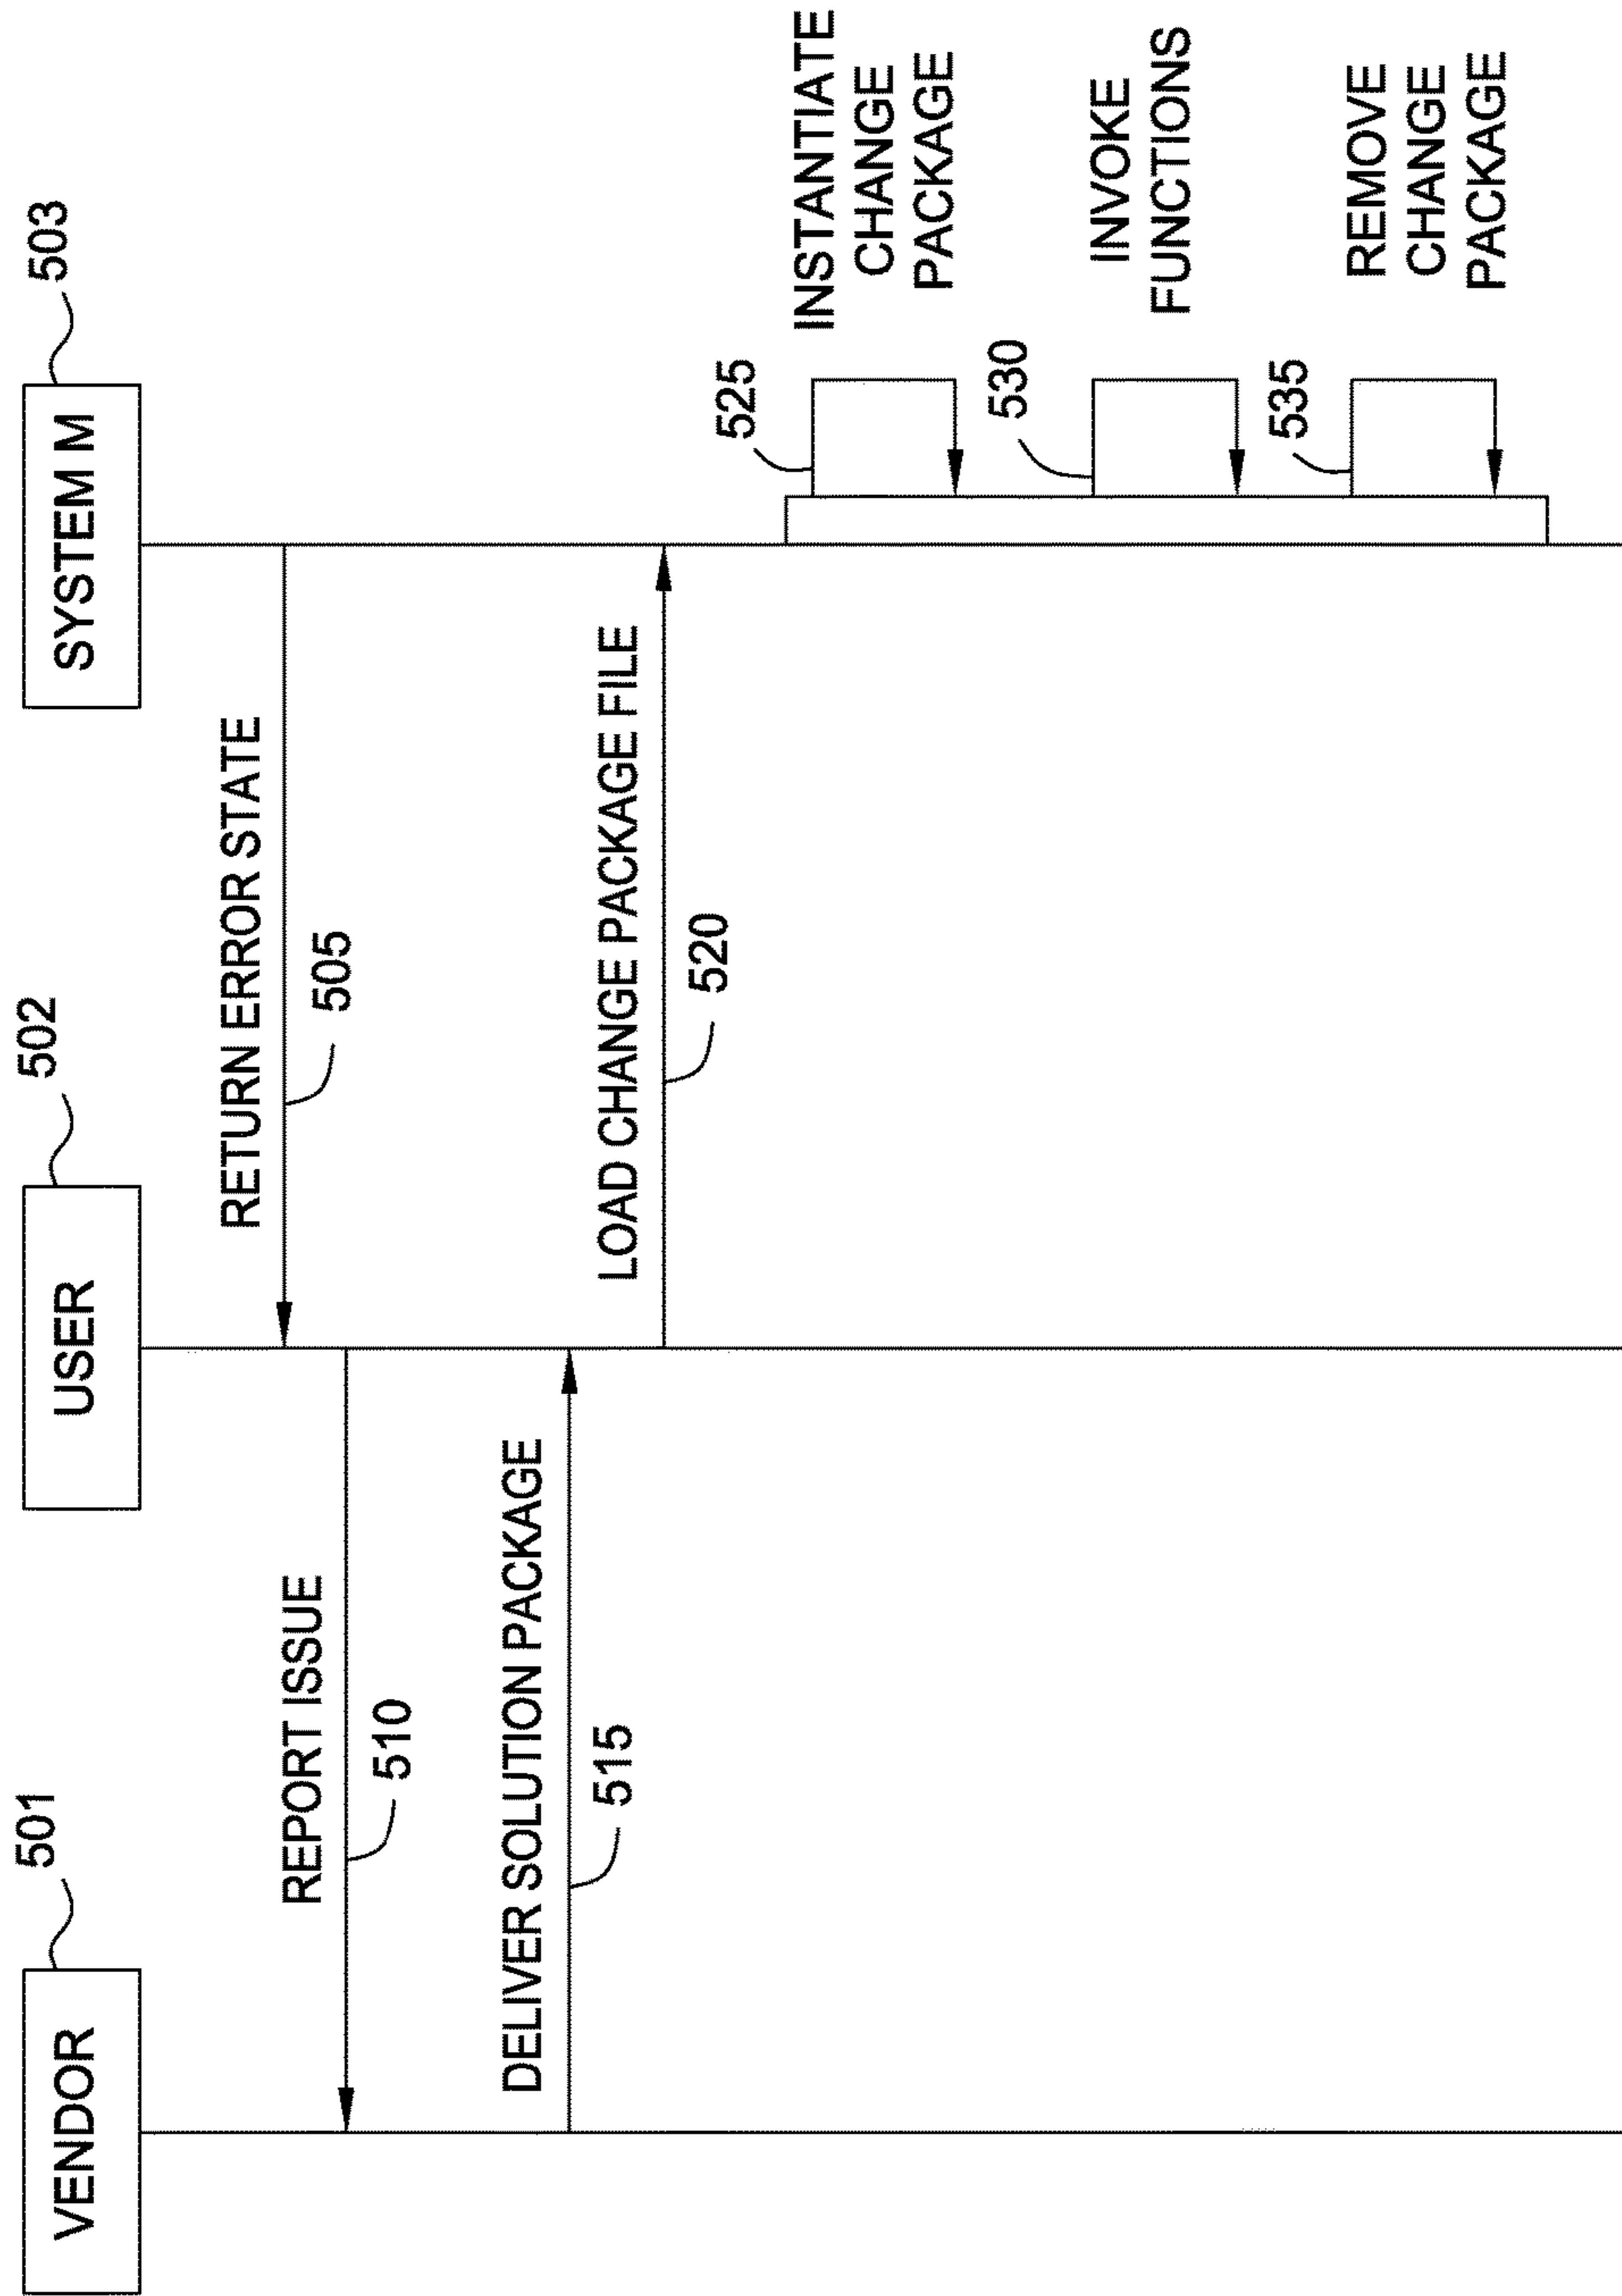 VENDOR
501
USER
502
SYSTEM M
503
RETURN ERROR STATE
505
REPORT ISSUE
510
DELIVER SOLUTION PACKAGE
515
LOAD CHANGE PACKAGE FILE
520
525
INSTANTIATE
CHANGE
PACKAGE
530
INVOKE
FUNCTIONS
535
REMOVE
CHANGE
PACKAGE